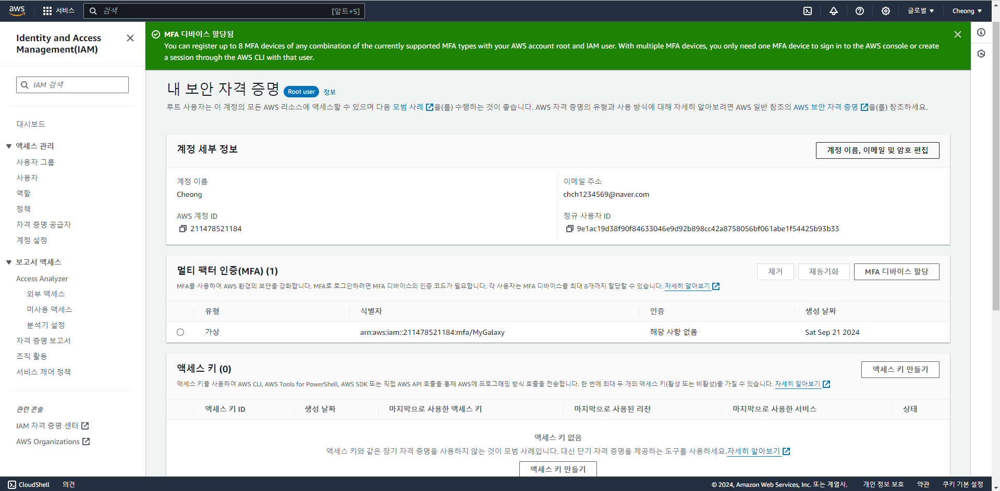 aws
서비스
검색
[알트+S]
글로벌 ▼
Cheong ▼
Identity and Access
Management(IAM)
IAM 검색
대시보드
액세스 관리
사용자 그룹
사용자
역할
정책
자격 증명 공급자
계정 설정
보고서 액세스
Access Analyzer
외부 액세스
미사용 액세스
분석기 설정
자격 증명 보고서
조직 활동
서비스 제어 정책
관련 콘솔
IAM 자격 증명 센터
AWS Organizations
MFA 디바이스 할당됨
You can register up to 8 MFA devices of any combination of the currently supported MFA types with your AWS account root and IAM user. With multiple MFA devices, you only need one MFA device to sign in to the AWS console or create
a session through the AWS CLI with that user.
내 보안 자격 증명 Root user 정보
루트 사용자는 이 계정의 모든 AWS 리소스에 액세스할 수 있으며 다음 모범 사례 을(를) 수행하는 것이 좋습니다. AWS 자격 증명의 유형과 사용 방식에 대해 자세히 알아보려면 AWS 일반 참조의 AWS 보안 자격 증명 을(를) 참조하세요.
계정 세부 정보
계정 이름, 이메일 및 암호 편집
계정 이름
Cheong
이메일 주소
chch1234569@naver.com
AWS 계정 ID
211478521184
정규 사용자 ID
9e1ac19d38f90f84633046e9d92b898cc42a8758056bf061abe1f54425b93b33
멀티 팩터 인증(MFA) (1)
제거
재동기화
MFA 디바이스 할당
MFA를 사용하여 AWS 환경의 보안을 강화합니다. MFA로 로그인하려면 MFA 디바이스의 인증 코드가 필요합니다. 각 사용자는 MFA 디바이스를 최대 8개까지 할당할 수 있습니다. 자세히 알아보기
유형 식별자 인증 생성 날짜
가상 arn:aws:iam::211478521184:mfa/MyGalaxy 해당 사항 없음 Sat Sep 21 2024
액세스 키 (0)
액세스 키 만들기
액세스 키를 사용하여 AWS CLI, AWS Tools for PowerShell, AWS SDK 또는 직접 AWS API 호출을 통해 AWS에 프로그래밍 방식 호출을 전송합니다. 한 번에 최대 두 개의 액세스 키(활성 또는 비활성)를 가질 수 있습니다. 자세히 알아보기
액세스 키 ID 생성 날짜 마지막으로 사용한 액세스 키 마지막으로 사용된 리전 마지막으로 사용한 서비스 상태
액세스 키 없음
액세스 키와 같은 장기 자격 증명을 사용하지 않는 것이 모범 사례입니다. 대신 단기 자격 증명을 제공하는 도구를 사용하세요.자세히 알아보기
액세스 키 만들기
CloudShell 의견
© 2024, Amazon Web Services, Inc. 또는 계열사. 개인 정보 보호 약관 쿠키 기본 설정